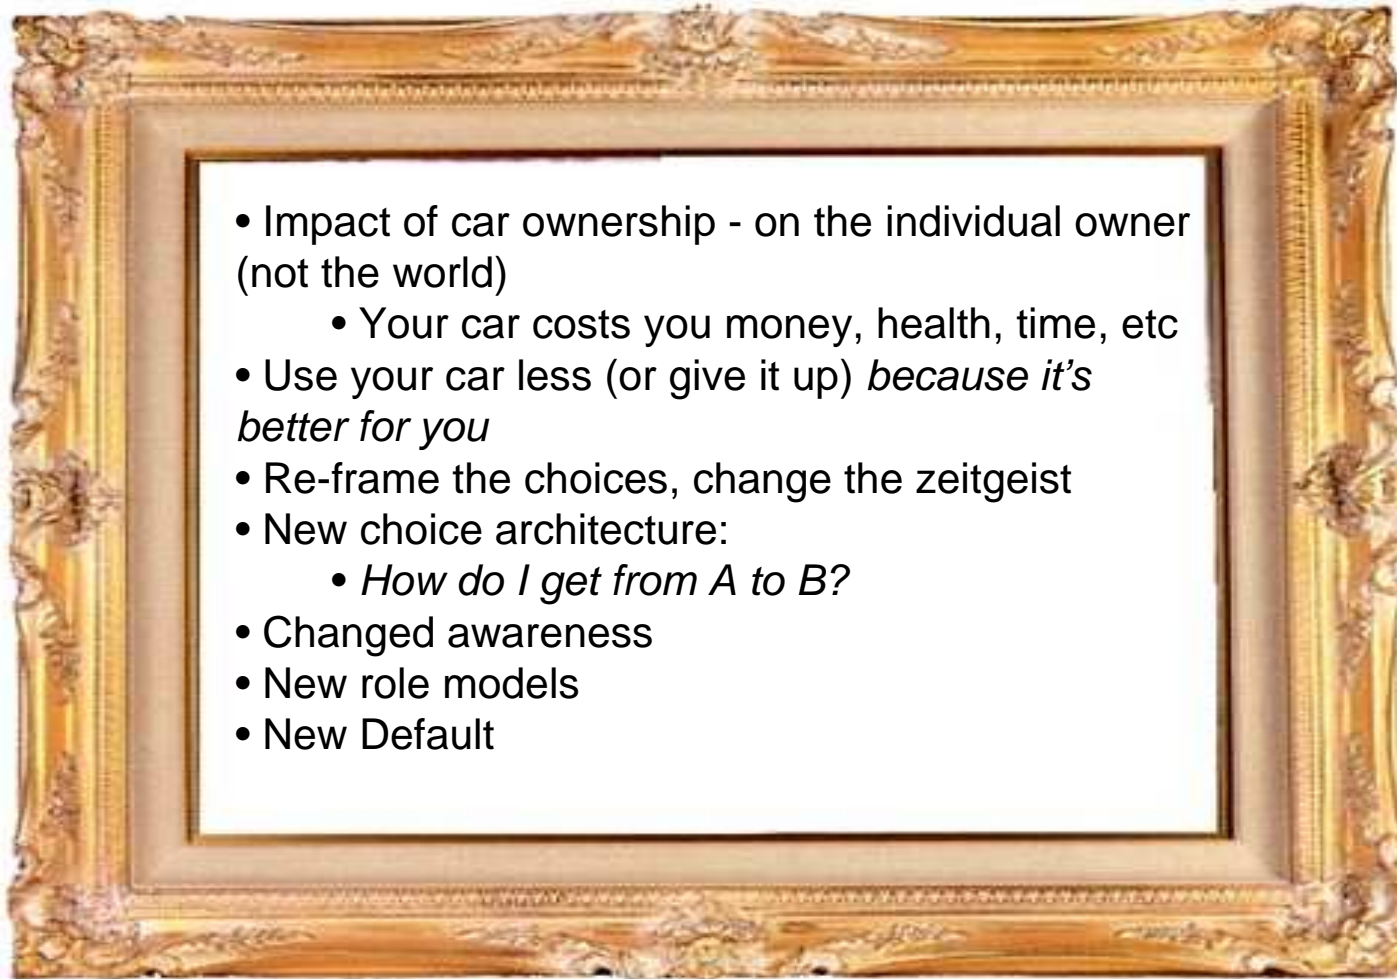 • Impact of car ownership - on the individual owner
(not the world)
• Your car costs you money, health, time, etc
• Use your car less (or give it up) because it’s
better for you
• Re-frame the choices, change the zeitgeist
• New choice architecture:
• How do I get from A to B?
• Changed awareness
• New role models
• New Default